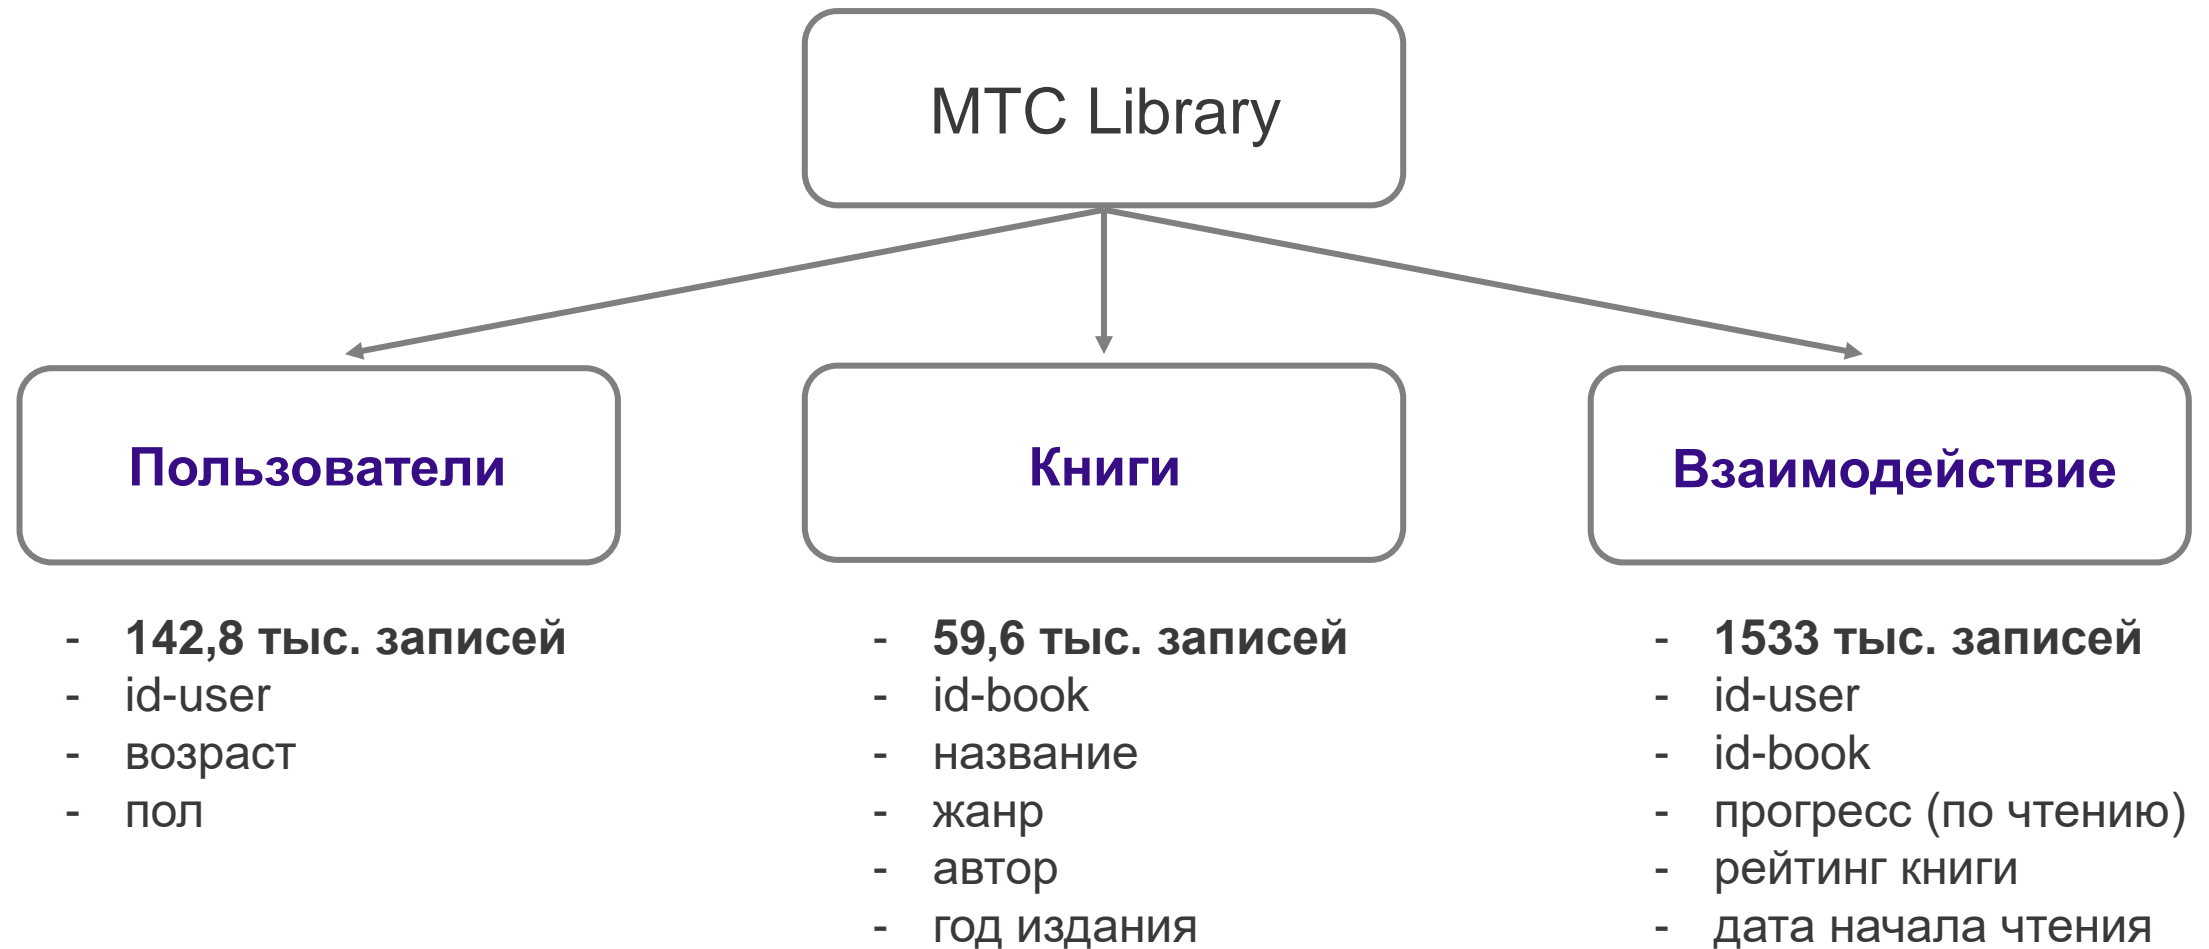 MTC Library
Пользователи
Книги
Взаимодействие
- 142,8 тыс. записей
- id-user
- возраст
- пол
- 59,6 тыс. записей
- id-book
- название
- жанр
- автор
- год издания
- 1533 тыс. записей
- id-user
- id-book
- прогресс (по чтению)
- рейтинг книги
- дата начала чтения